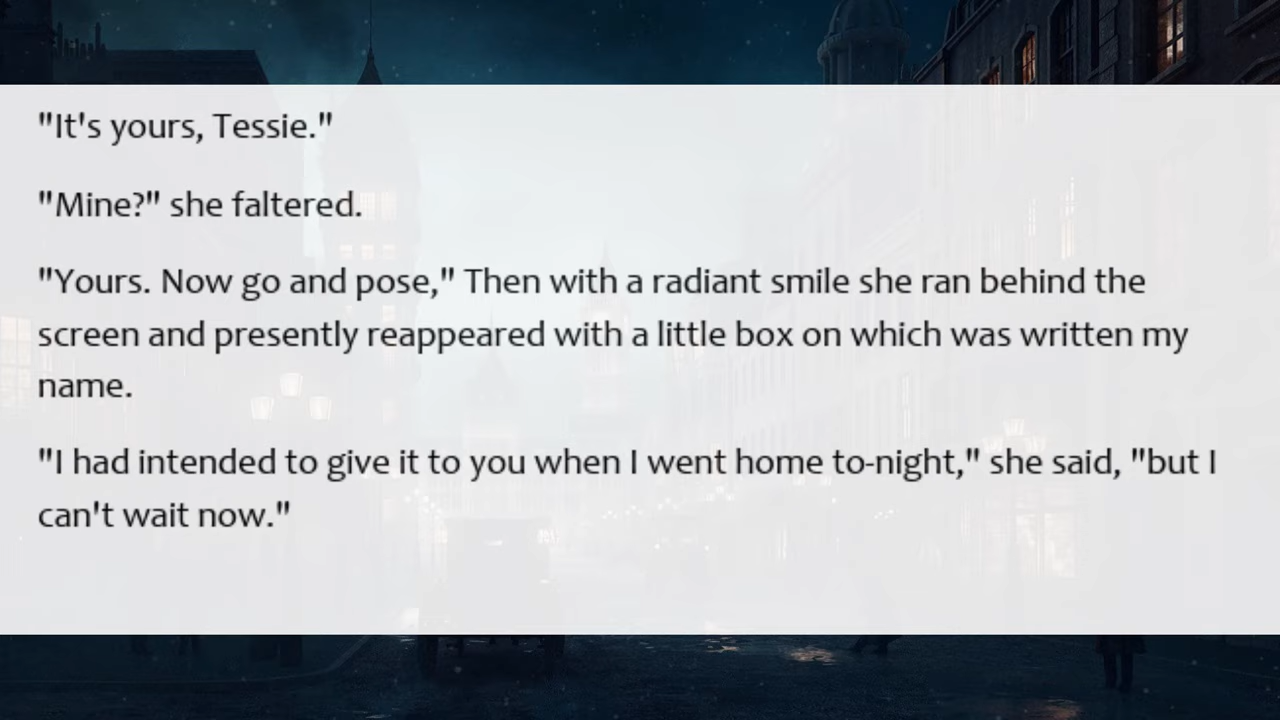 "It's yours, Tessie."
"Mine?" she faltered.
"Yours. Now go and pose," Then with a radiant smile she ran behind the
screen and presently reappeared with a little box on which was written my
name.
"I had intended to give it to you when I went home to-night," she said, "but I
can't wait now."